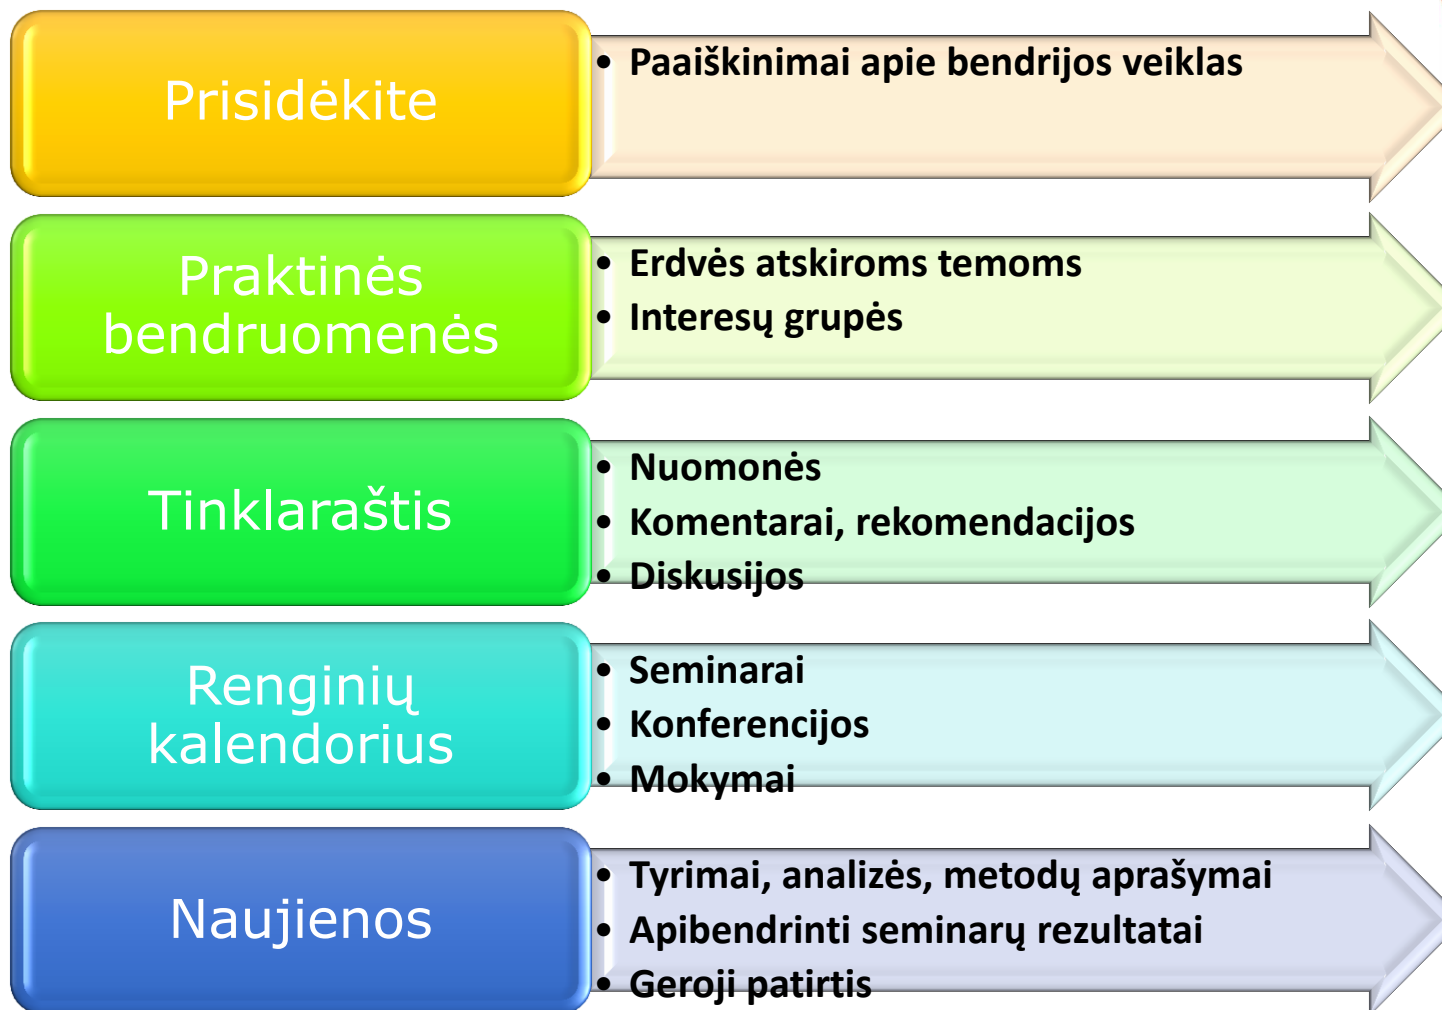 Prisidėkite
• Paaiškinimai apie bendrijos veiklas
Praktinės
bendruomenės
• Erdvės atskiroms temoms
• Interesų grupės
Tinklaraštis
• Nuomonės
• Komentarai, rekomendacijos
• Diskusijos
Renginių
kalendorius
• Seminarai
• Konferencijos
• Mokymai
Naujienos
• Tyrimai, analizės, metodų aprašymai
• Apibendrinti seminarų rezultatai
• Geroji patirtis